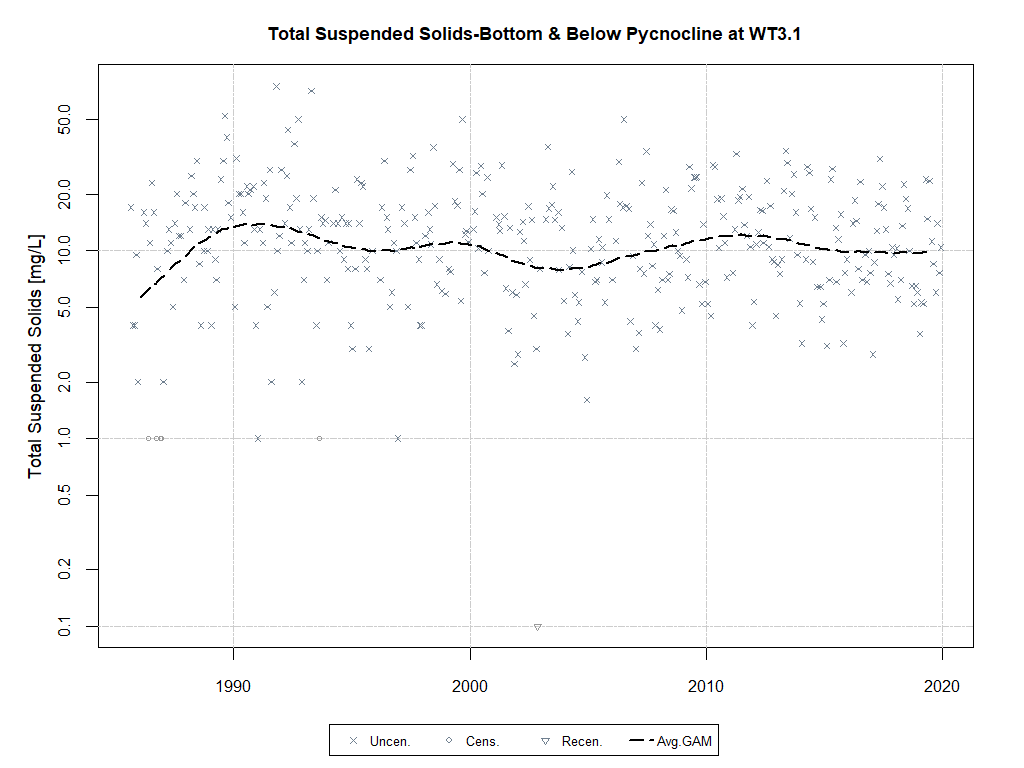 Total Suspended Solids-Bottom & Below Pycnocline at WT3.1
Total Suspended Solids [mg/L]
50.0
20.0
10.0
5.0
2.0
1.0
0.5
0.2
0.1
1990 2000 2010 2020
Uncen. Cens. Recen. Avg.GAM